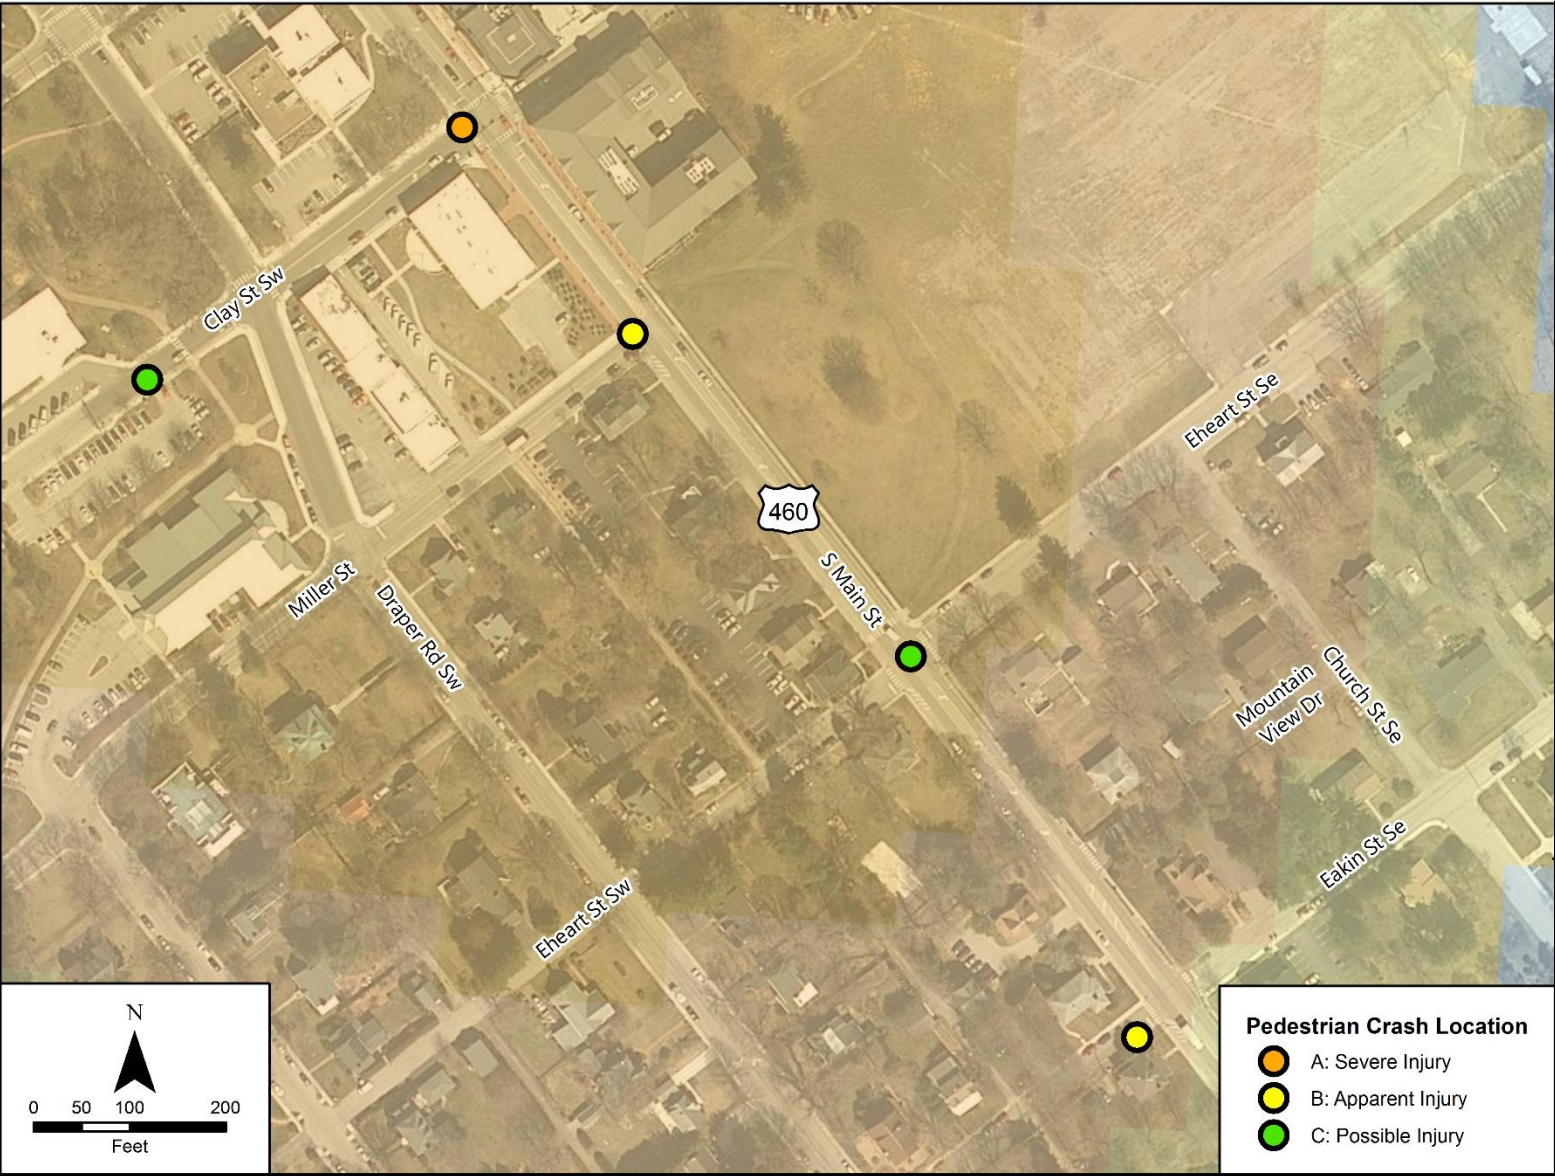 Clay St Sw
460
Eheart St Se
S Main St
Miller St
Draper Rd Sw
Mountain
View Dr
Church St Se
Eakin St Se
Eheart St Sw
N
0 50 100 200
Feet
Pedestrian Crash Location
A: Severe Injury
B: Apparent Injury
C: Possible Injury